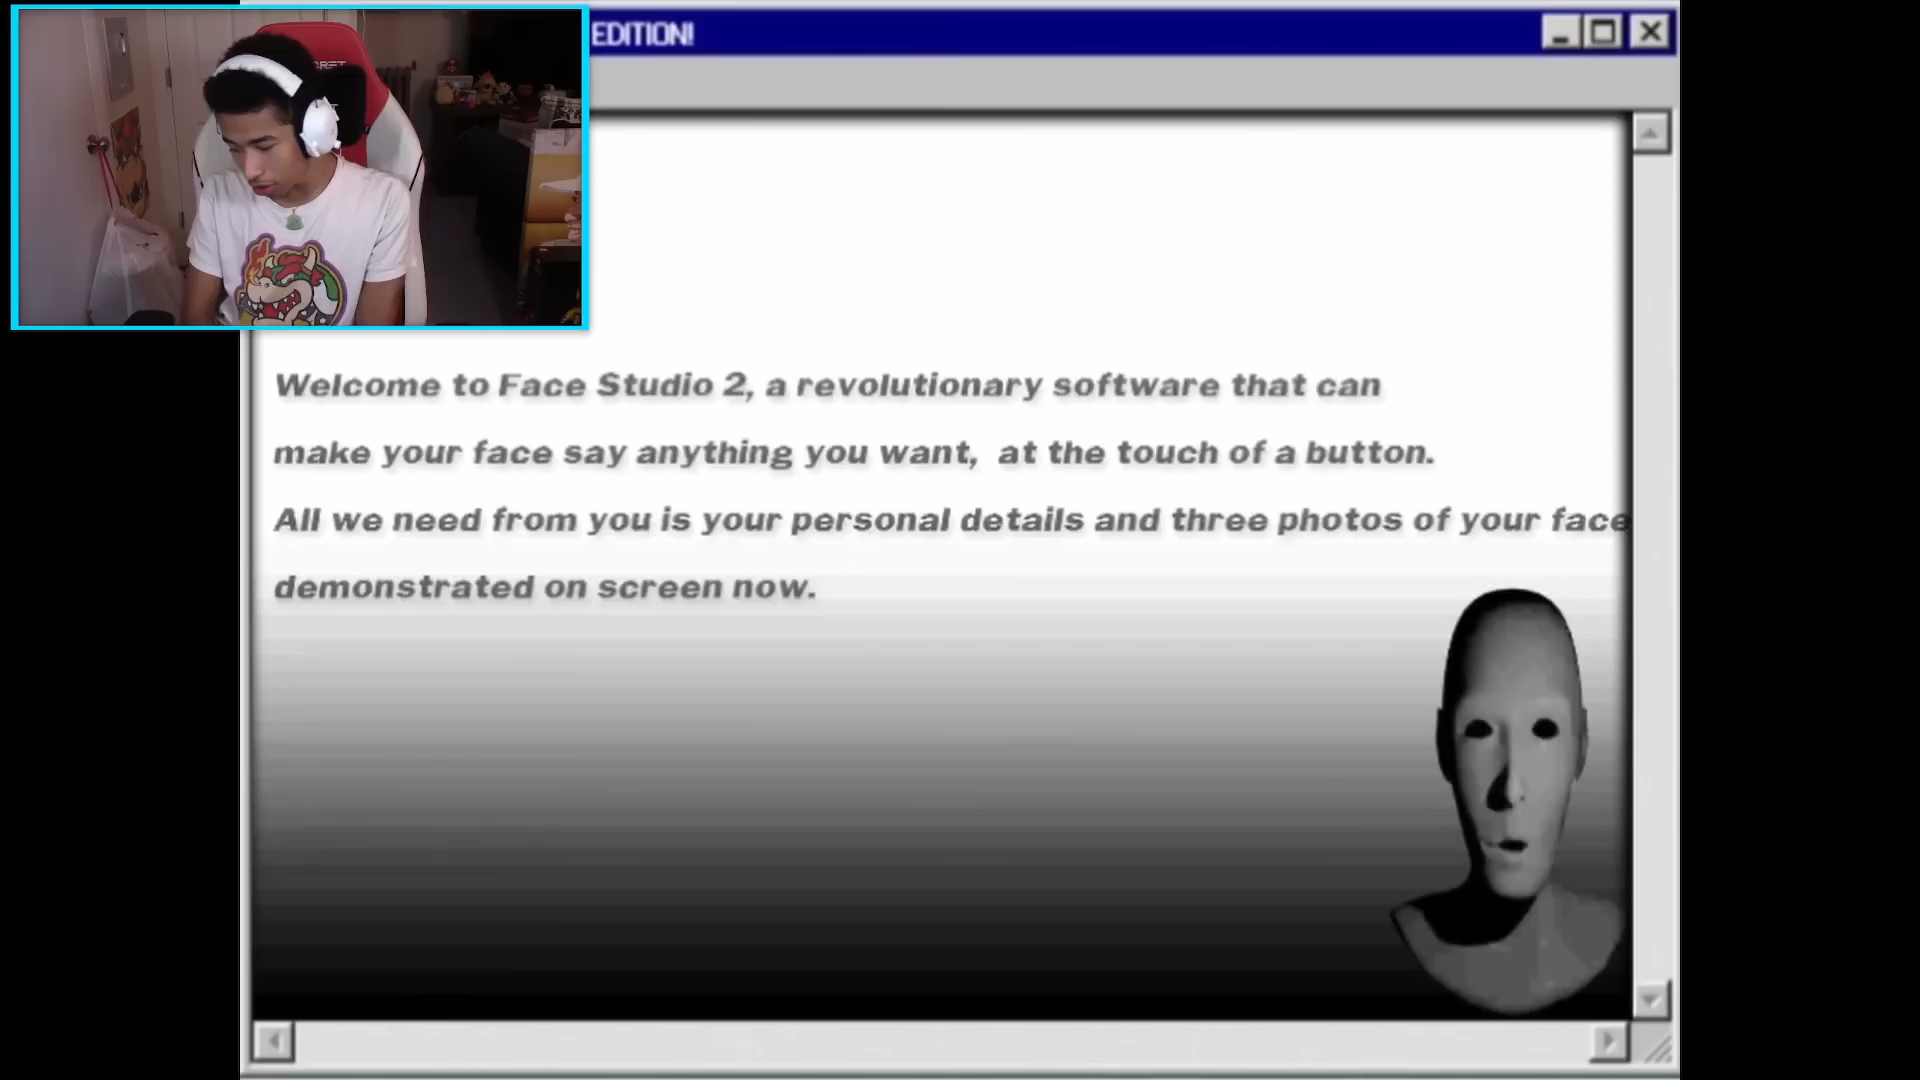 EDITION!
Welcome to Face Studio 2, a revolutionary software that can
make your face say anything you want, at the touch of a button.
All we need from you is your personal details and three photos of your face
demonstrated on screen now.